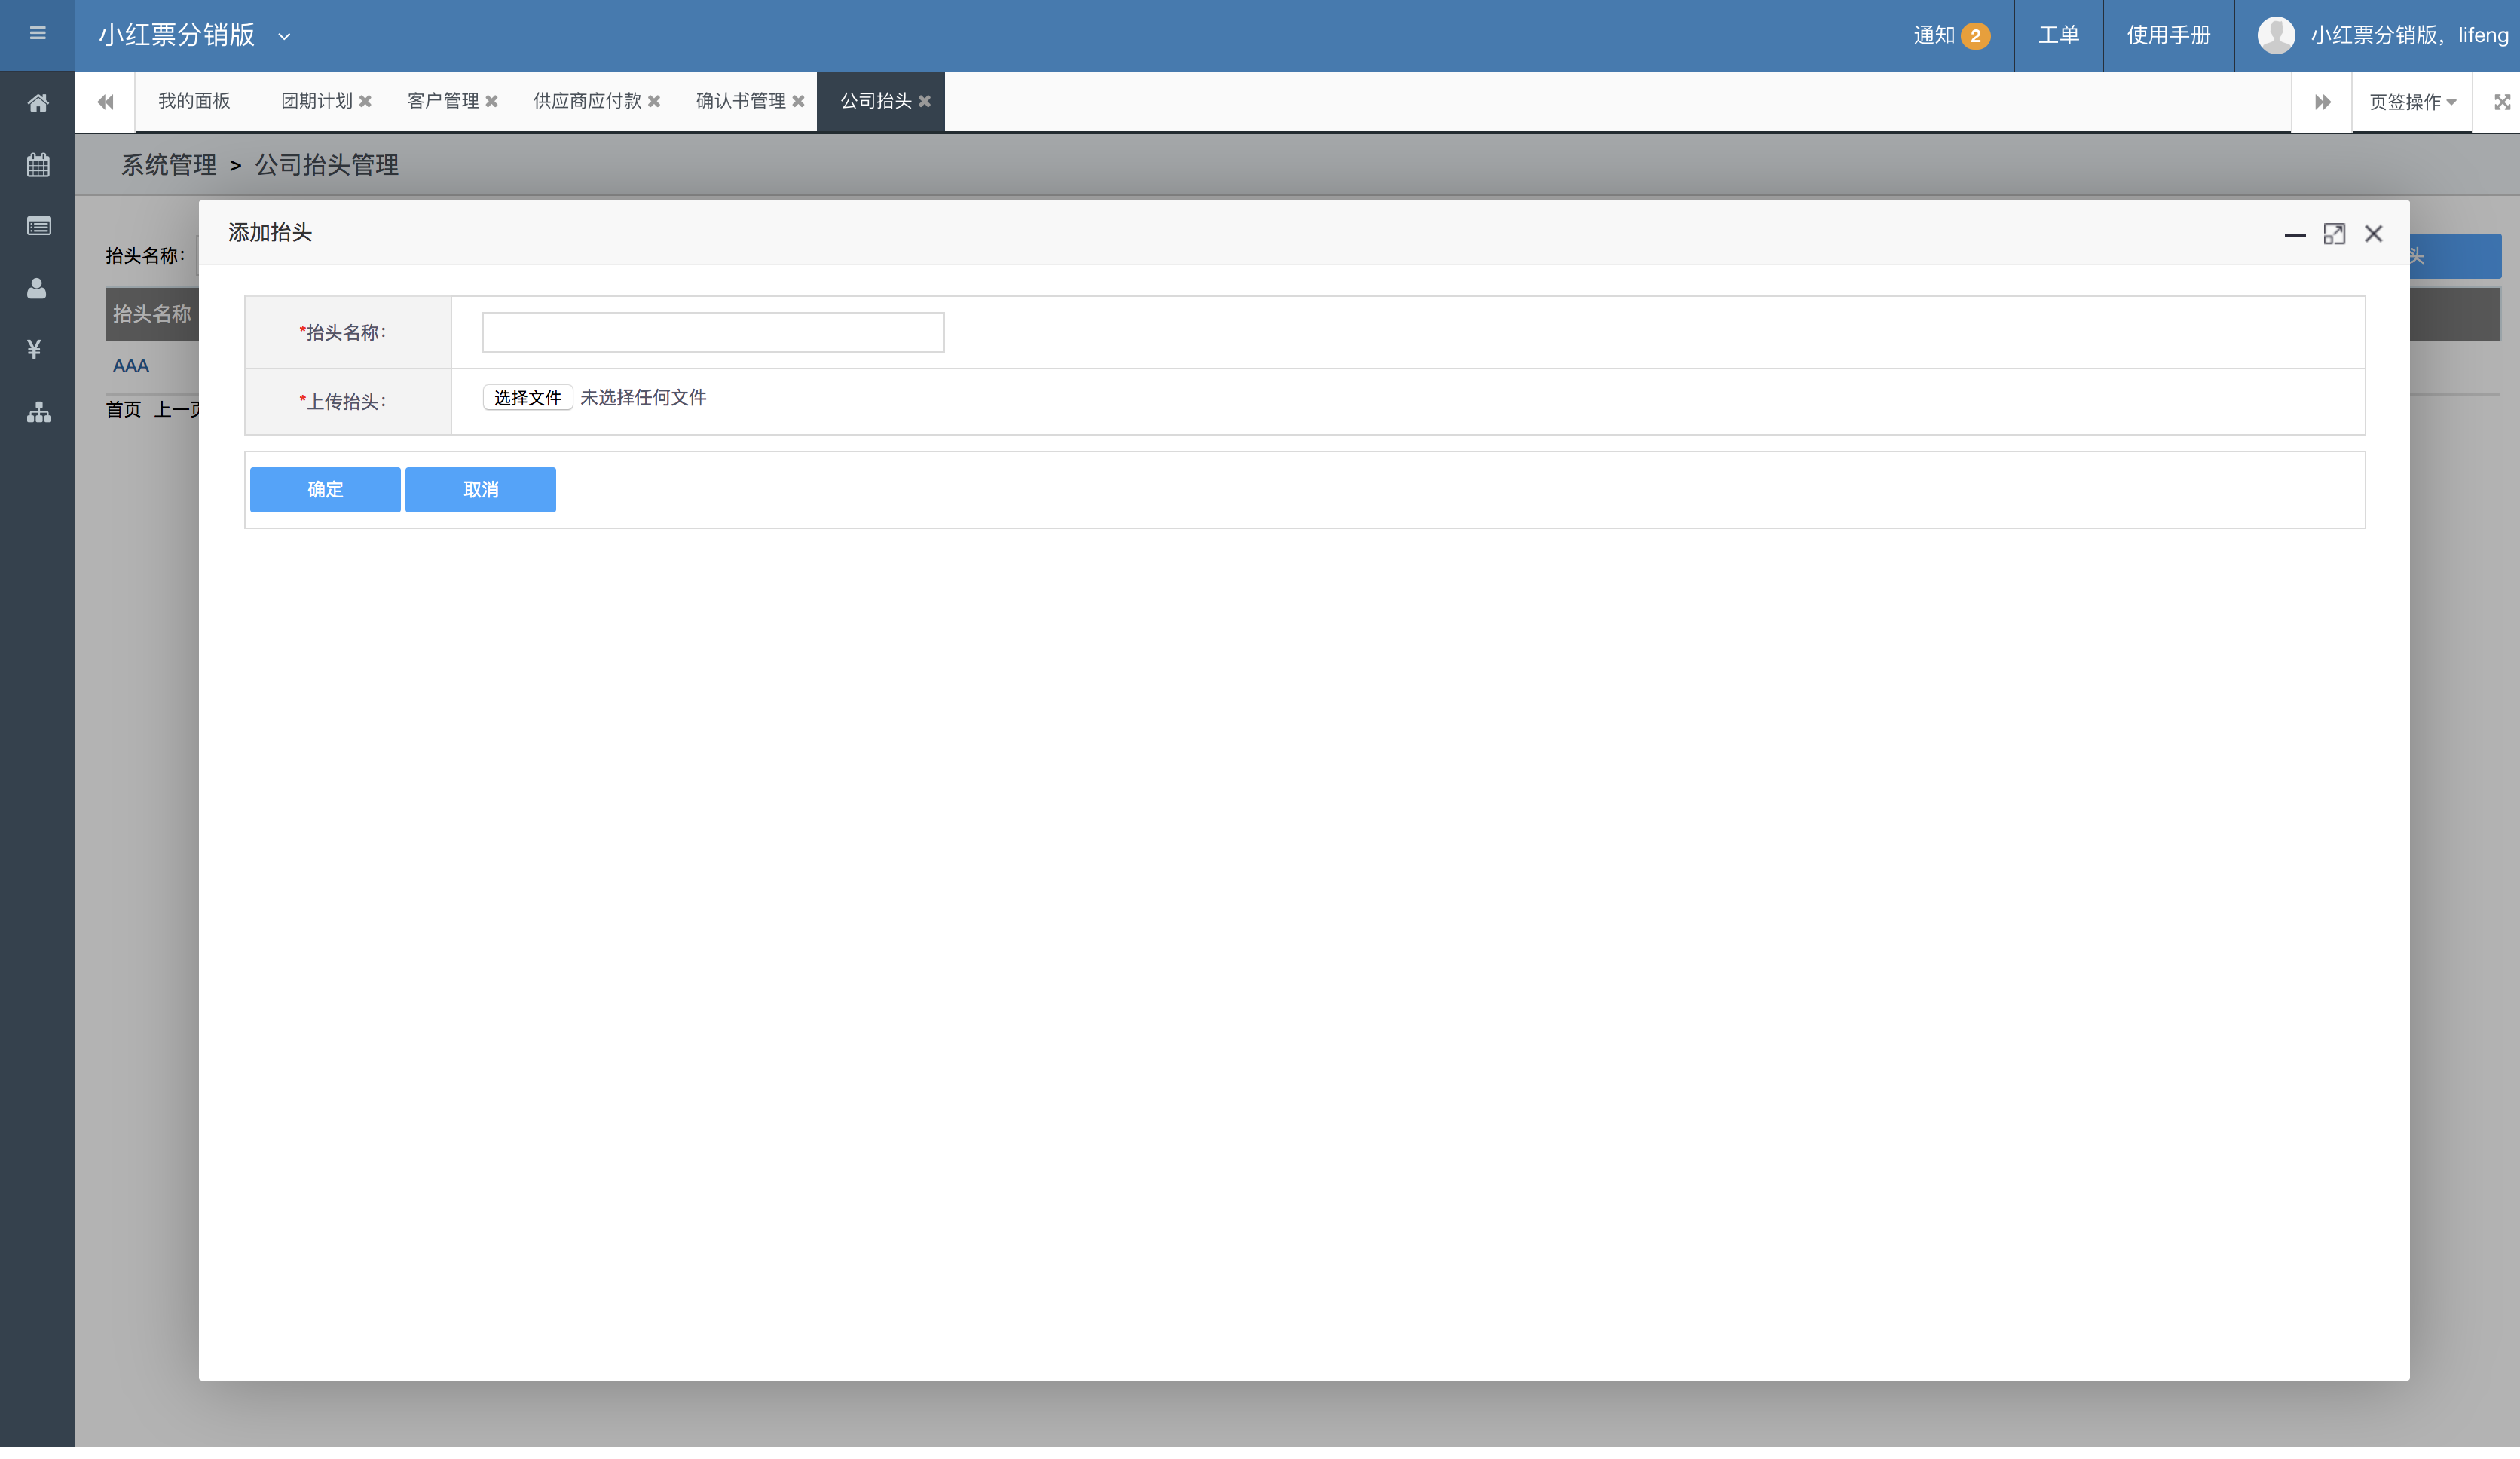 小红票分销版
通知 2 工单 使用手册 小红票分销版，lifeng
我的面板 团期计划 客户管理 供应商应付款 确认书管理 公司抬头 页签操作
系统管理 > 公司抬头管理
添加抬头
抬头名称：
头
抬头名称
*抬头名称：
AAA
*上传抬头： 选择文件 未选择任何文件
首页 上一页
确定 取消